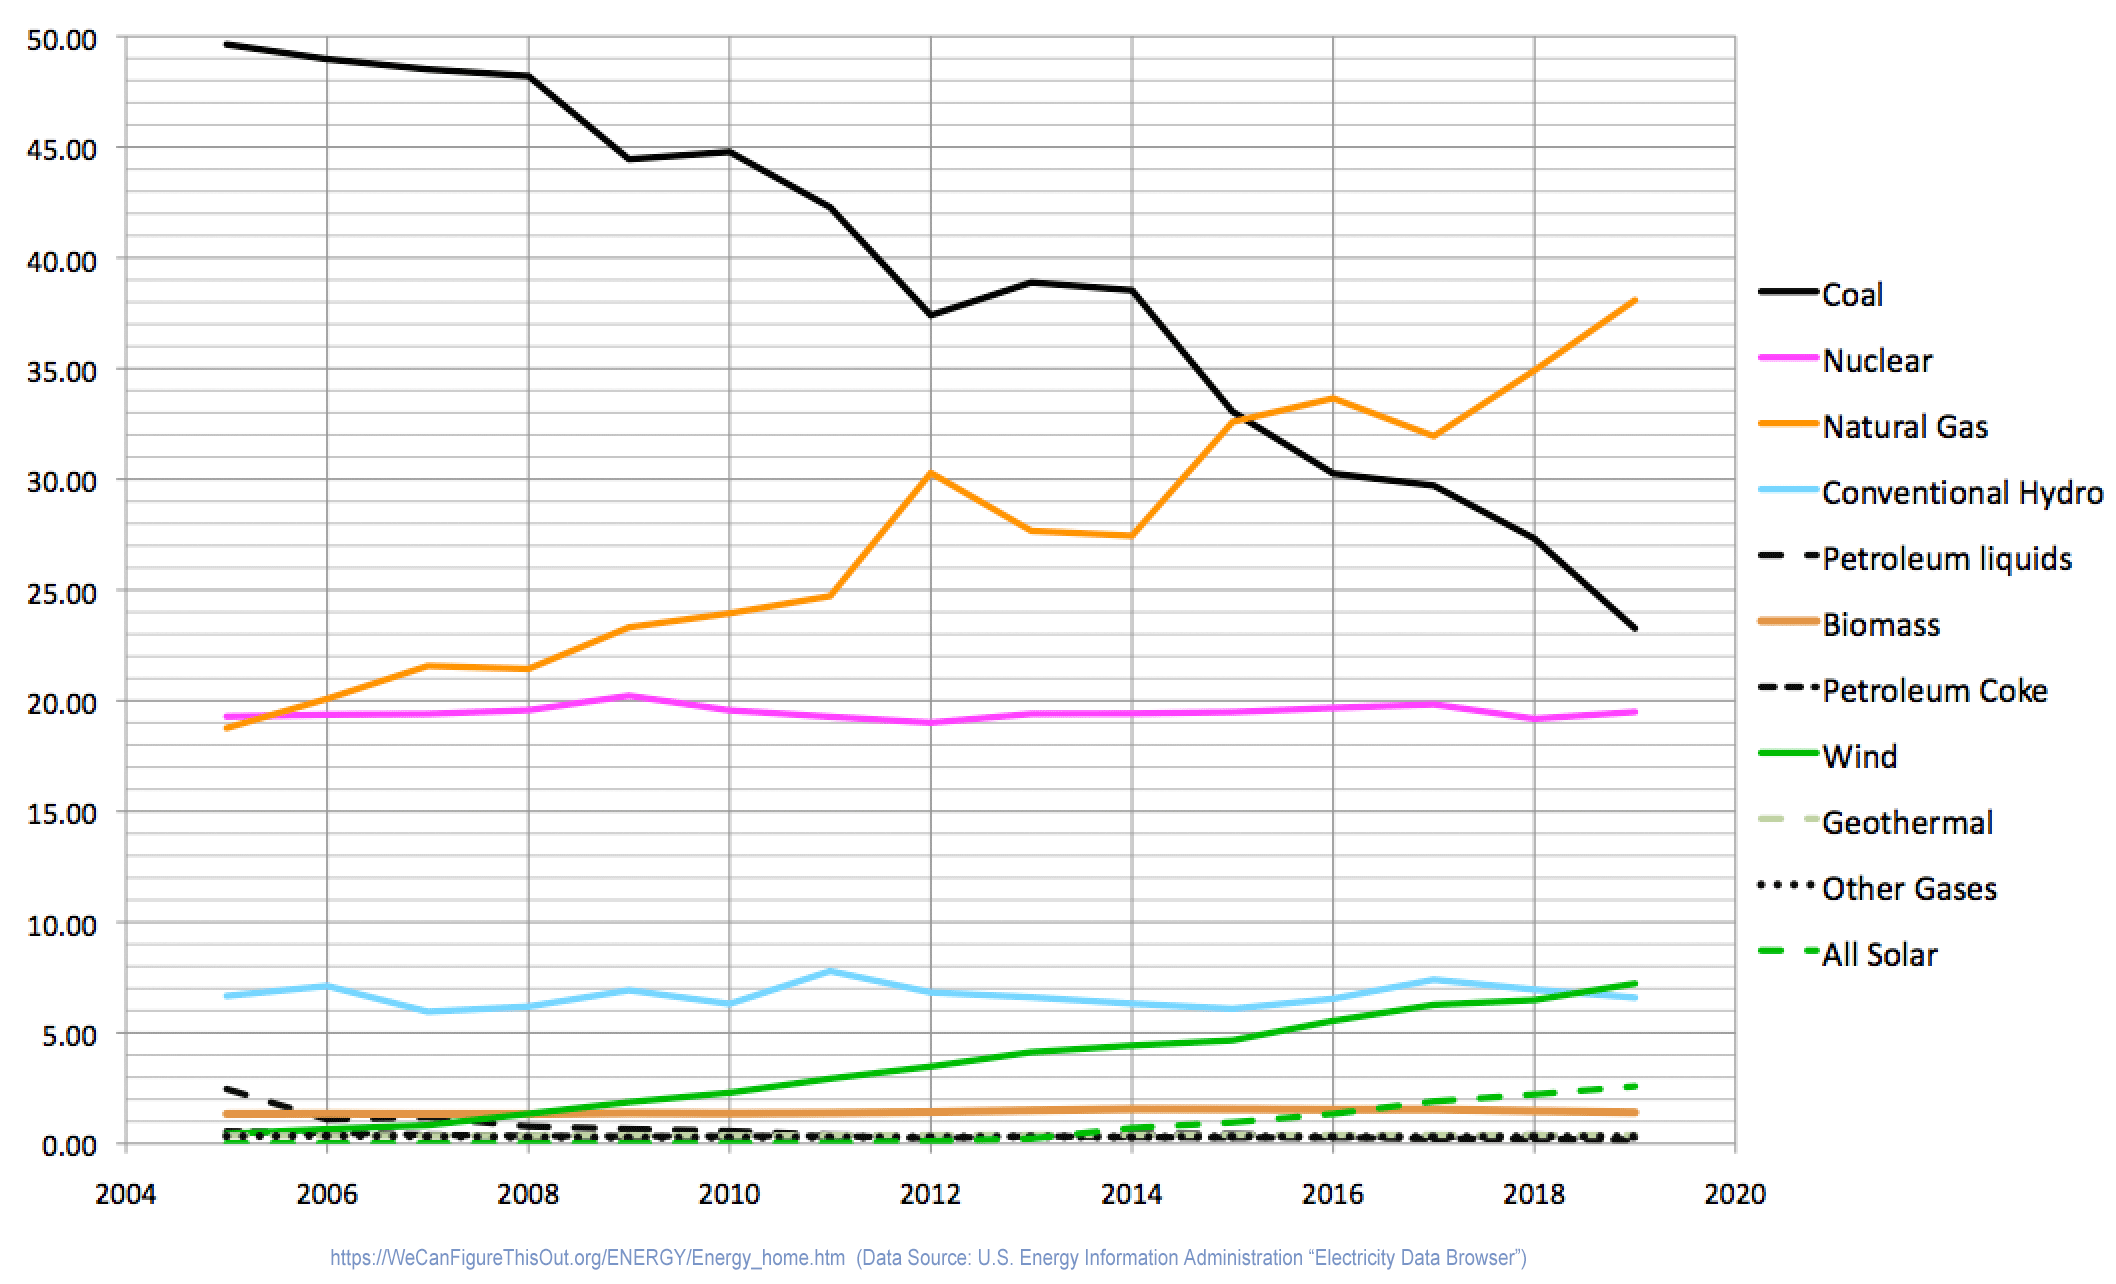 50.00
45.00
40.00
35.00
30.00
25.00
20.00
15.00
10.00
5.00
0.00
2004 2006 2008 2010 2012 2014 2016 2018 2020
Coal
Nuclear
Natural Gas
Conventional Hydro
Petroleum liquids
Biomass
Petroleum Coke
Wind
Geothermal
Other Gases
All Solar
https://WeCanFigureThisOut.org/ENERGY/Energy_home.htm (Data Source: U.S. Energy Information Administration “Electricity Data Browser”)